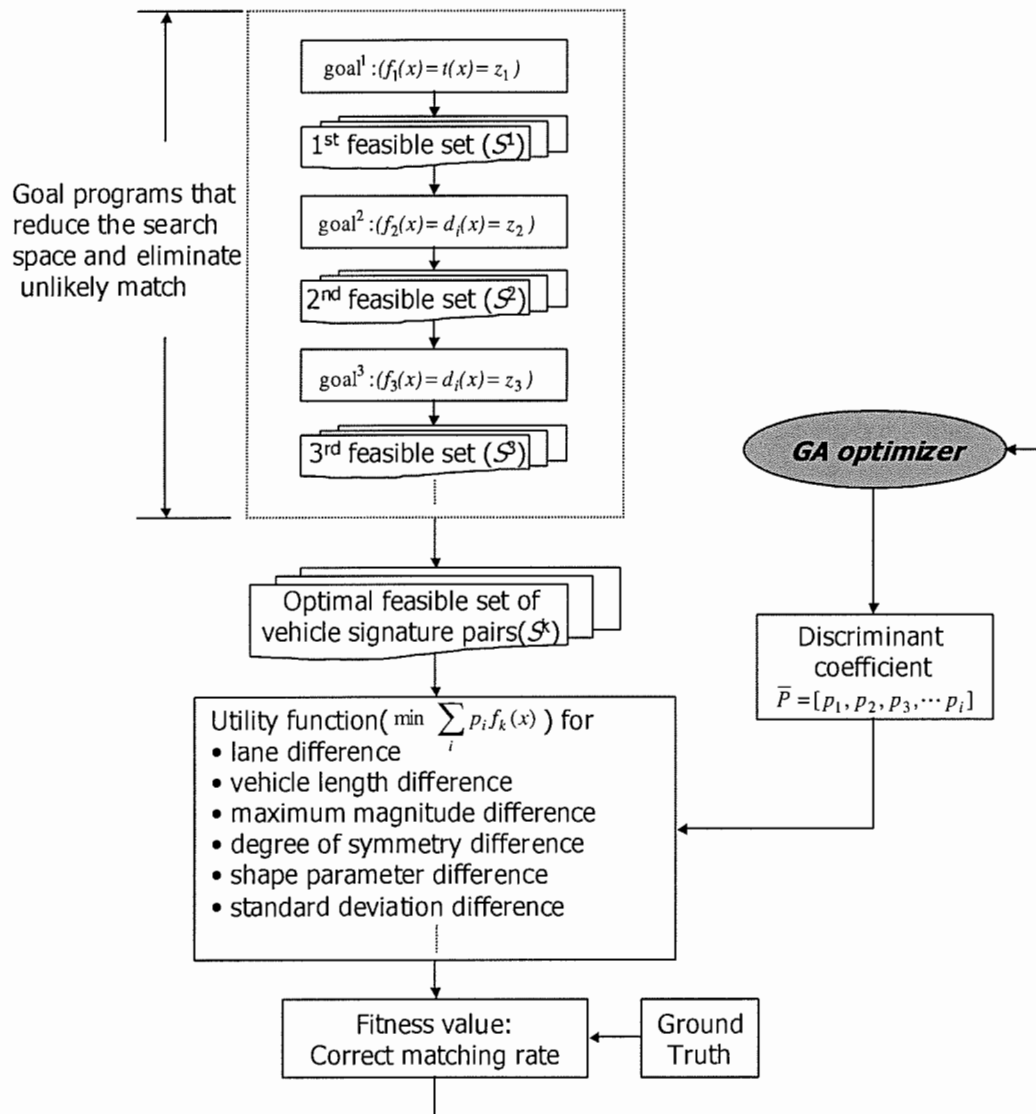 goal¹ :(f₁(x)= t(x)= z₁)
1st feasible set (S¹)
Goal programs that
reduce the search
space and eliminate
unlikely match
goal² :(f₂(x)= dᵢ(x)= z₂)
2nd feasible set (S²)
goal³ :(f₃(x)= dᵢ(x)= z₃)
3rd feasible set (S³)
GA optimizer
Optimal feasible set of
vehicle signature pairs(Sᵏ)
Discriminant
coefficient
P̅ =[p₁, p₂, p₃, ⋯ pᵢ]
Utility function( min ∑ᵢ pᵢ fₖ(x) ) for
• lane difference
• vehicle length difference
• maximum magnitude difference
• degree of symmetry difference
• shape parameter difference
• standard deviation difference
Fitness value:
Correct matching rate
Ground
Truth